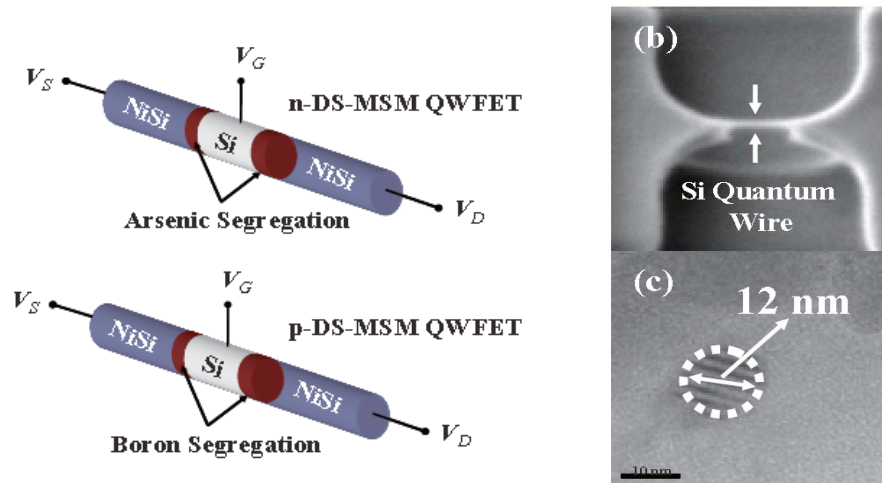 V_G
V_S
n-DS-MSM QWFET
NiSi
Si
NiSi
V_D
Arsenic Segregation
V_G
V_S
p-DS-MSM QWFET
NiSi
Si
NiSi
V_D
Boron Segregation
(b)
Si Quantum
Wire
(c)
12 nm
10 nm